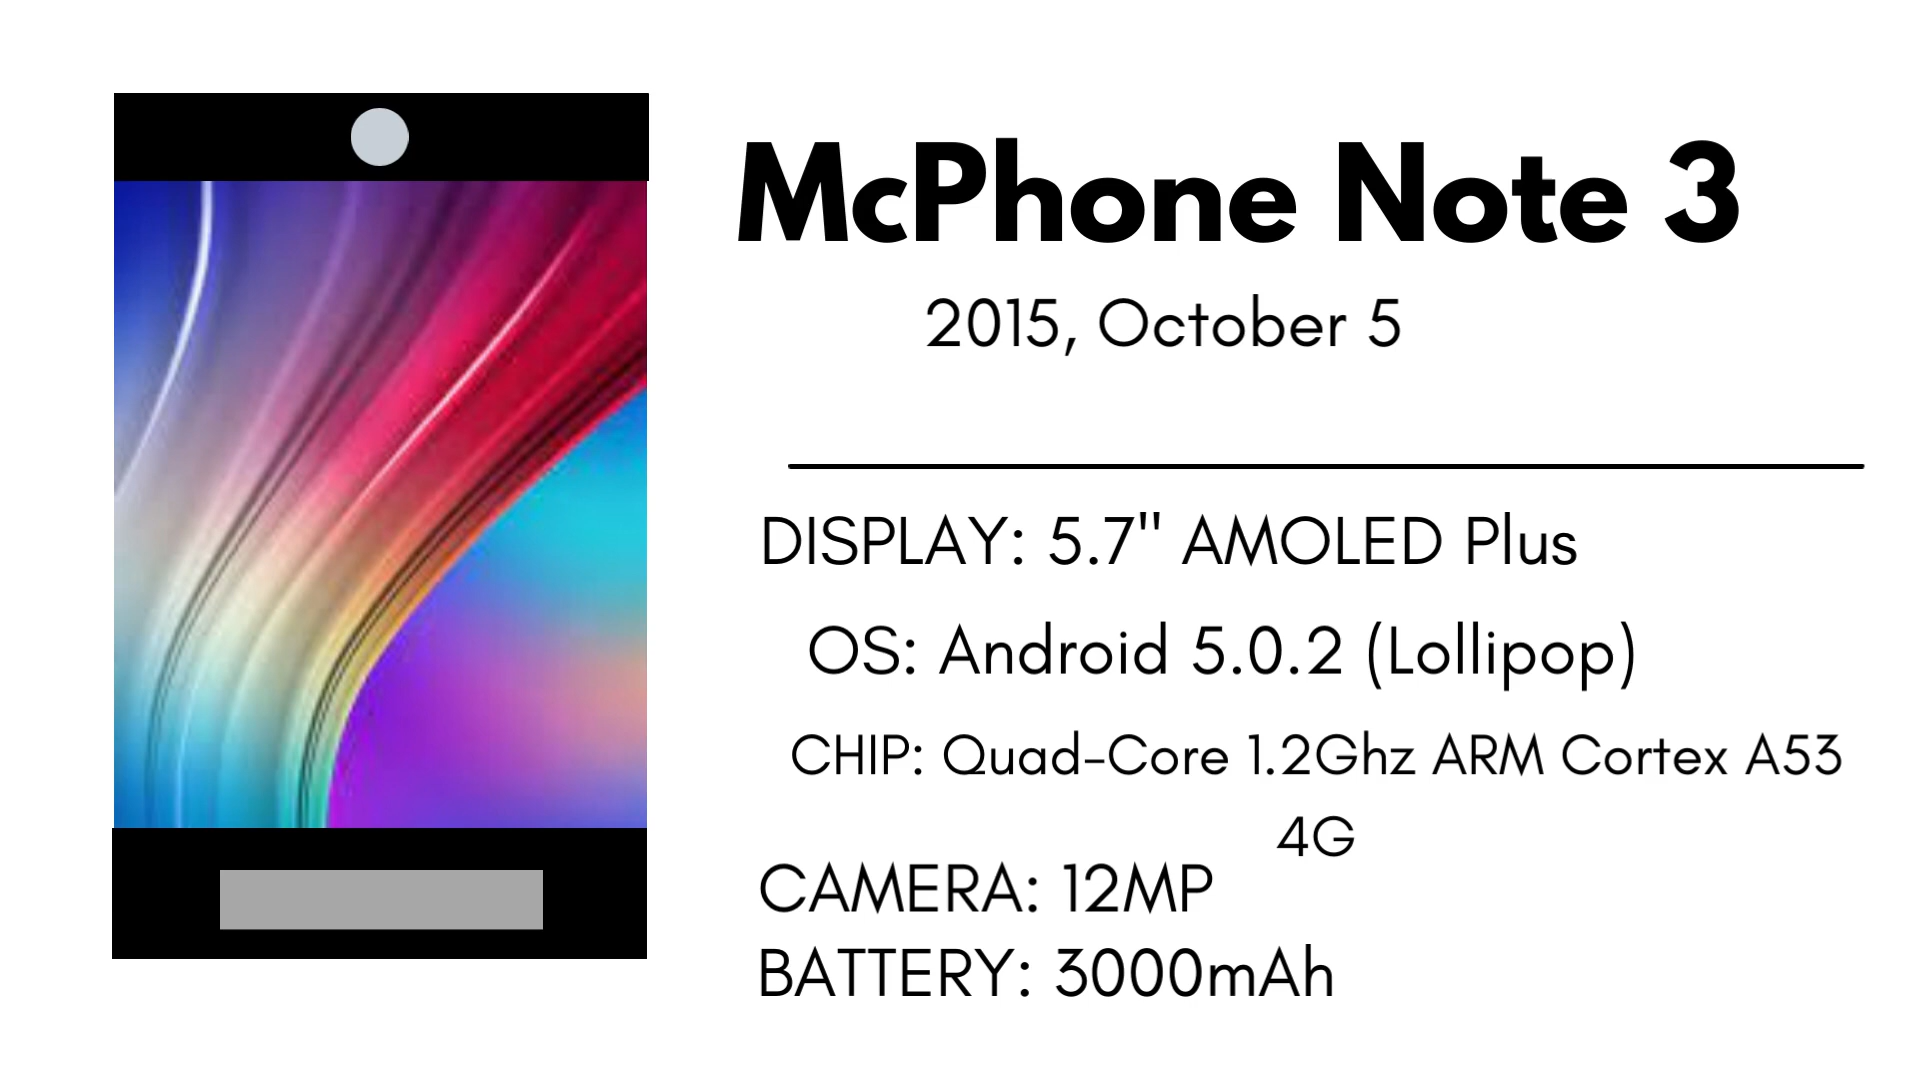 McPhone Note 3
2015, October 5
DISPLAY: 5.7" AMOLED Plus
OS: Android 5.0.2 (Lollipop)
CHIP: Quad-Core 1.2Ghz ARM Cortex A53
4G
CAMERA: 12MP
BATTERY: 3000mAh